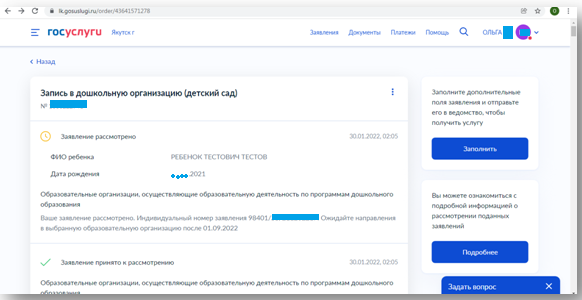 lk.gosuslugi.ru/order/43641571278
госуслуги
Якутск г
Заявления Документы Платежи Помощь
ОЛЬГА
Назад
Запись в дошкольную организацию (детский сад)
№
Заявление рассмотрено 30.01.2022, 02:05
ФИО ребенка РЕБЕНОК ТЕСТОВИЧ ТЕСТОВ
Дата рождения .2021
Образовательные организации, осуществляющие образовательную деятельность по программам дошкольного
образования
Ваше заявление рассмотрено. Индивидуальный номер заявления 98401/ Ожидайте направления
в выбранную образовательную организацию после 01.09.2022
Заявление принято к рассмотрению 30.01.2022, 02:05
Образовательные организации, осуществляющие образовательную деятельность по программам дошкольного
образования
Заполните дополнительные
поля заявления и отправьте
его в ведомство, чтобы
получить услугу
Заполнить
Вы можете ознакомиться с
подробной информацией о
рассмотрении поданных
заявлений
Подробнее
Задать вопрос